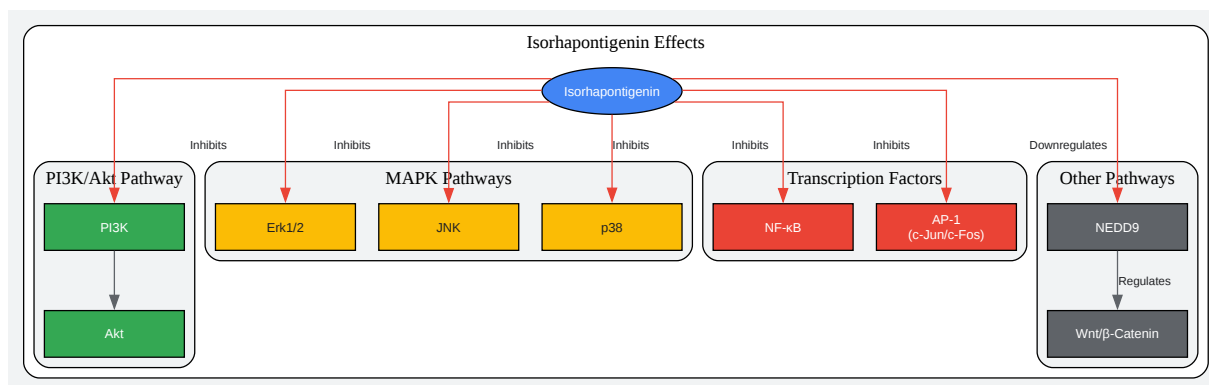 Isorhapontigenin Effects
Isorhapontigenin
Inhibits
Inhibits
Inhibits
Inhibits
Inhibits
Inhibits
Downregulates
PI3K/Akt Pathway
MAPK Pathways
Transcription Factors
Other Pathways
PI3K
Erk1/2
JNK
p38
NF-κB
AP-1
(c-Jun/c-Fos)
NEDD9
Regulates
Akt
Wnt/β-Catenin